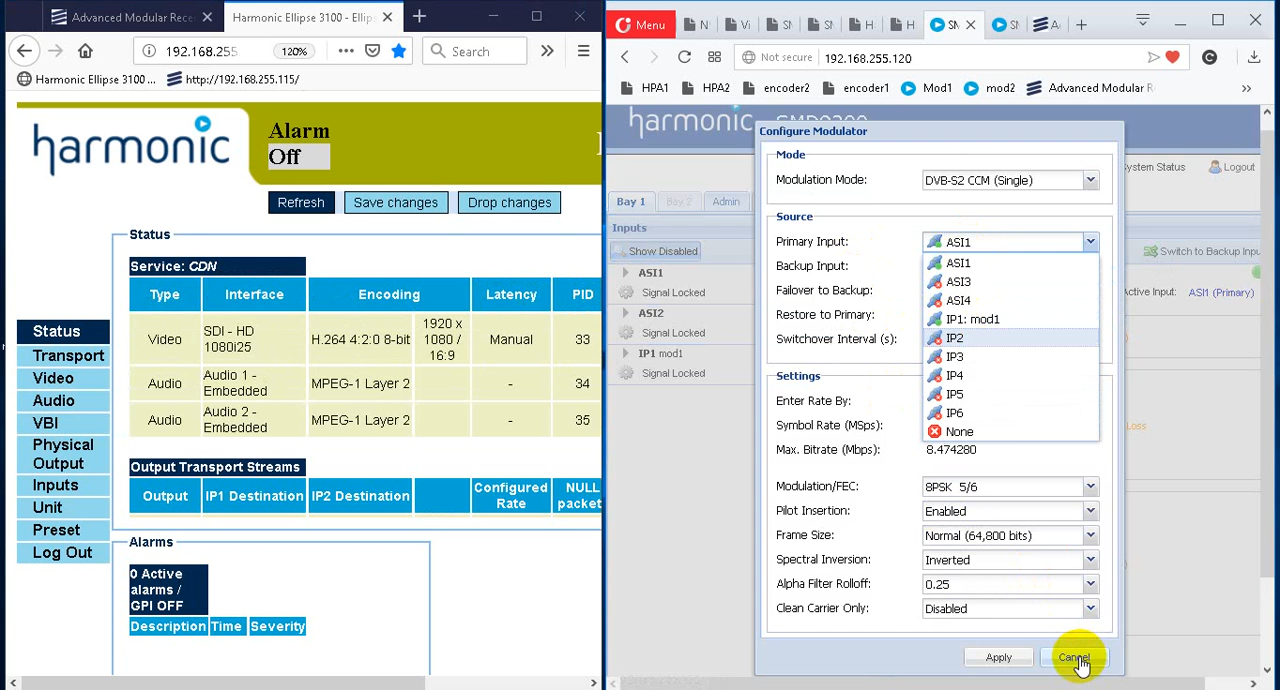 Advanced Modular Rece
Harmonic Ellipse 3100 - Ellips
192.168.255
120%
Search
Harmonic Ellipse 3100 ...
http://192.168.255.115/
harmonic
Alarm
Off
Refresh
Save changes
Drop changes
Status
Transport
Video
Audio
VBI
Physical
Output
Inputs
Unit
Preset
Log Out
Status
Service: CDN
Type Interface Encoding Latency PID
Video SDI - HD 1080i25 H.264 4:2:0 8-bit 1920 x 1080 / 16:9 Manual 33
Audio Audio 1 - Embedded MPEG-1 Layer 2 - 34
Audio Audio 2 - Embedded MPEG-1 Layer 2 - 35
Output Transport Streams
Output IP1 Destination IP2 Destination Configured Rate NULL packet
Alarms
0 Active
alarms /
GPI OFF
Description Time Severity
Menu
Not secure 192.168.255.120
HPA1 HPA2 encoder2 encoder1 Mod1 mod2 Advanced Modular R
harmonic
System Status Logout
Bay 1 Bay 2 Admin
Inputs
Show Disabled
Switch to Backup Inpu
ASI1
Signal Locked
ASI2
Signal Locked
IP1 mod1
Signal Locked
Active Input: ASI1 (Primary)
Loss
Configure Modulator
Mode
Modulation Mode: DVB-S2 CCM (Single)
Source
Primary Input: ASI1
Backup Input:
Failover to Backup:
Restore to Primary:
Switchover Interval (s):
ASI1
ASI3
ASI4
IP1: mod1
IP2
IP3
IP4
IP5
IP6
None
Settings
Enter Rate By:
Symbol Rate (MSps):
Max. Bitrate (Mbps): 8.474280
Modulation/FEC: 8PSK 5/6
Pilot Insertion: Enabled
Frame Size: Normal (64,800 bits)
Spectral Inversion: Inverted
Alpha Filter Rolloff: 0.25
Clean Carrier Only: Disabled
Apply
Cancel